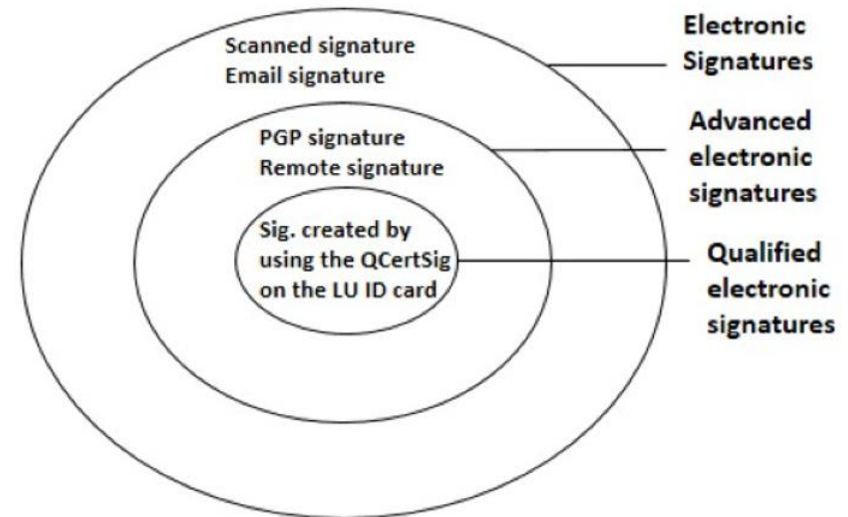 Scanned signature
Email signature
Electronic
Signatures
PGP signature
Remote signature
Advanced
electronic
signatures
Sig. created by
using the QCertSig
on the LU ID card
Qualified
electronic
signatures